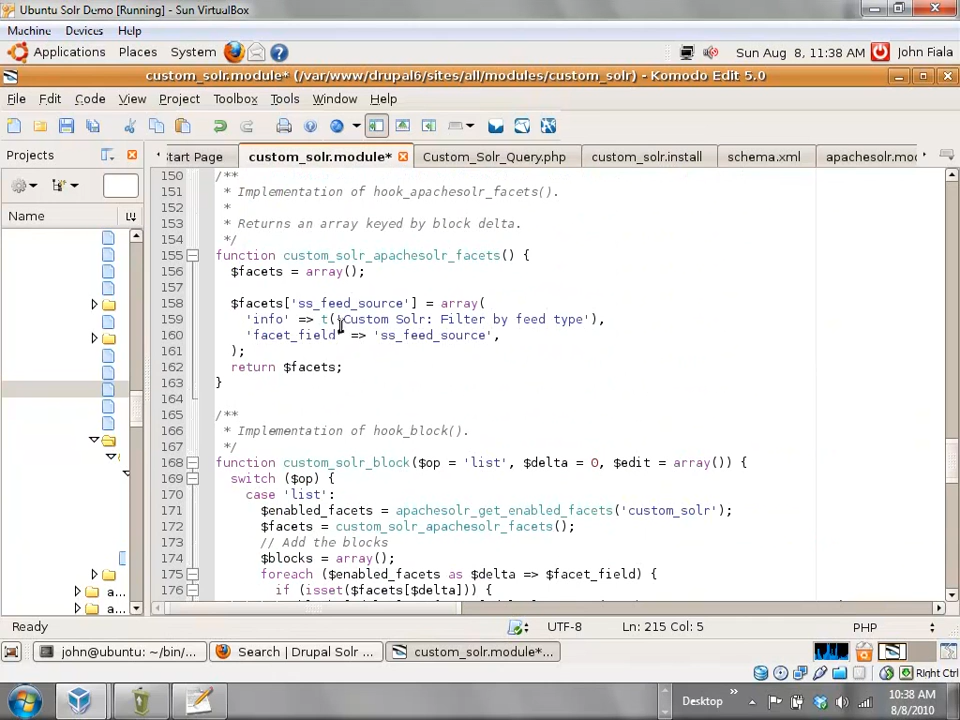 Ubuntu Solr Demo [Running] - Sun VirtualBox
Machine Devices Help
Applications Places System Sun Aug 8, 11:38 AM John Fiala
custom_solr.module* (/var/www/drupal6/sites/all/modules/custom_solr) - Komodo Edit 5.0
File Edit Code View Project Toolbox Tools Window Help
Projects Start Page custom_solr.module* Custom_Solr_Query.php custom_solr.install schema.xml apachesolr.mo
Name
150 /**
151 * Implementation of hook_apachesolr_facets().
152 *
153 * Returns an array keyed by block delta.
154 */
155 function custom_solr_apachesolr_facets() {
156 $facets = array();
157
158 $facets['ss_feed_source'] = array(
159 'info' => t('Custom Solr: Filter by feed type'),
160 'facet_field' => 'ss_feed_source',
161 );
162 return $facets;
163 }
164
165 /**
166 * Implementation of hook_block().
167 */
168 function custom_solr_block($op = 'list', $delta = 0, $edit = array()) {
169 switch ($op) {
170 case 'list':
171 $enabled_facets = apachesolr_get_enabled_facets('custom_solr');
172 $facets = custom_solr_apachesolr_facets();
173 // Add the blocks
174 $blocks = array();
175 foreach ($enabled_facets as $delta => $facet_field) {
176 if (isset($facets[$delta])) {
a...
a...
Ready UTF-8 Ln: 215 Col: 5 PHP
john@ubuntu: ~/bin/... Search | Drupal Solr ... custom_solr.module*...
Right Ctrl
Desktop » 10:38 AM
8/8/2010